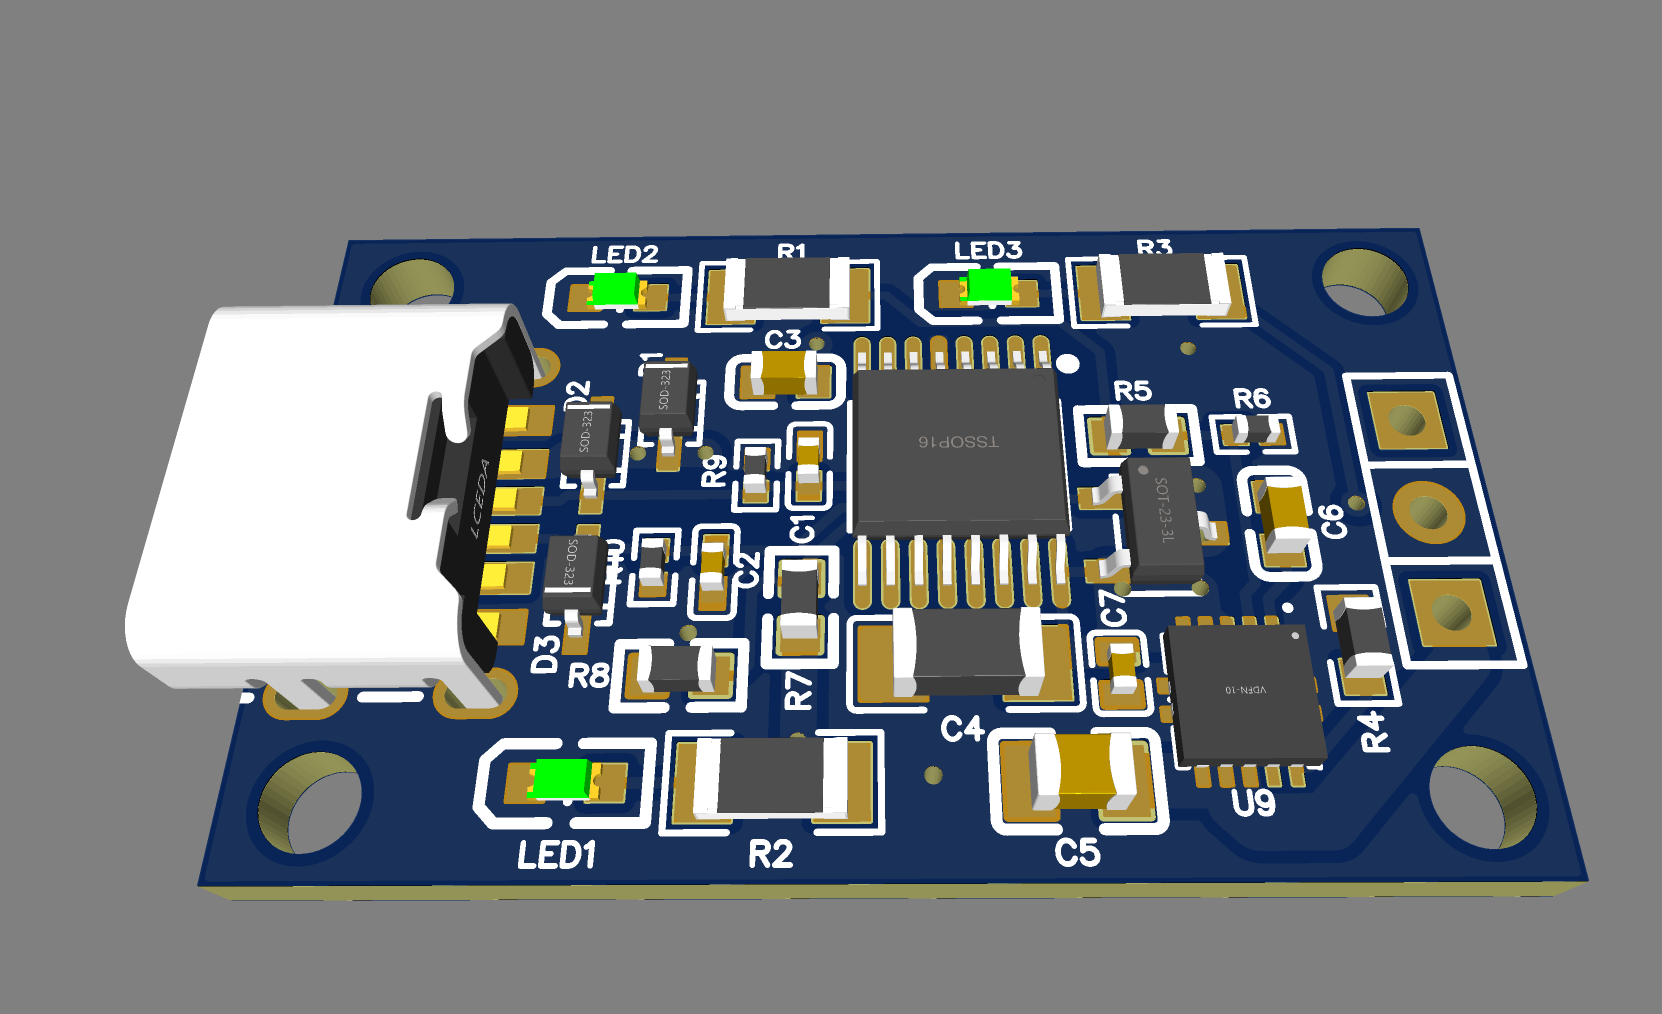 LED2
R1
LED3
R3
C3
SOD-323
D2
SOD-323
R5
R6
TSSOP16
R9
LCEDA
SOT-23-3L
C1
C6
SOD-323
C2
C7
D3
R8
R7
VDFN-10
C4
R4
U9
LED1
R2
C5